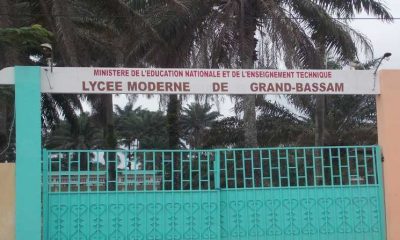 MINISTERE DE L'EDUCATION NATIONALE ET DE L'ENSEIGNEMENT TECHNIQUE
LYCEE MODERNE DE GRAND-BASSAM